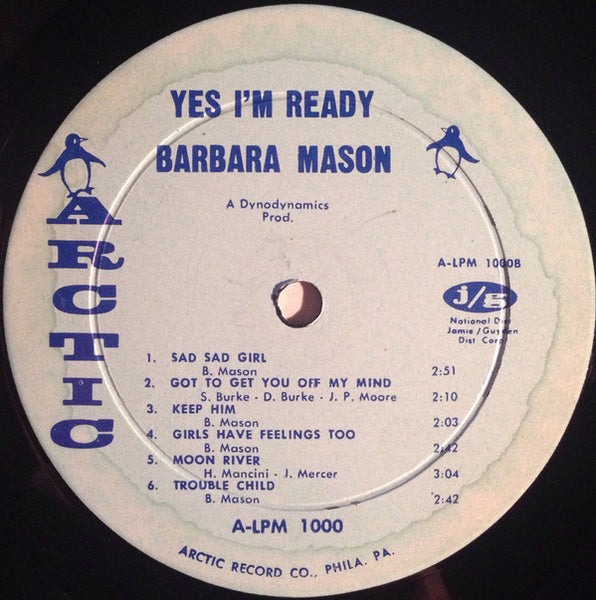 YES I'M READY
BARBARA MASON
A Dynodynamics
Prod.
ARCTIC
A-LPM 1000B
j/g
National Dist
Jamie/Guyden
Dist Corp
1. SAD SAD GIRL
B. Mason 2:51
2. GOT TO GET YOU OFF MY MIND
S. Burke - D. Burke - J. P. Moore 2:10
3. KEEP HIM
B. Mason 2:03
4. GIRLS HAVE FEELINGS TOO
B. Mason 2:42
5. MOON RIVER
H. Mancini - J. Mercer 3:04
6. TROUBLE CHILD
B. Mason 2:42
A-LPM 1000
ARCTIC RECORD CO., PHILA. PA.